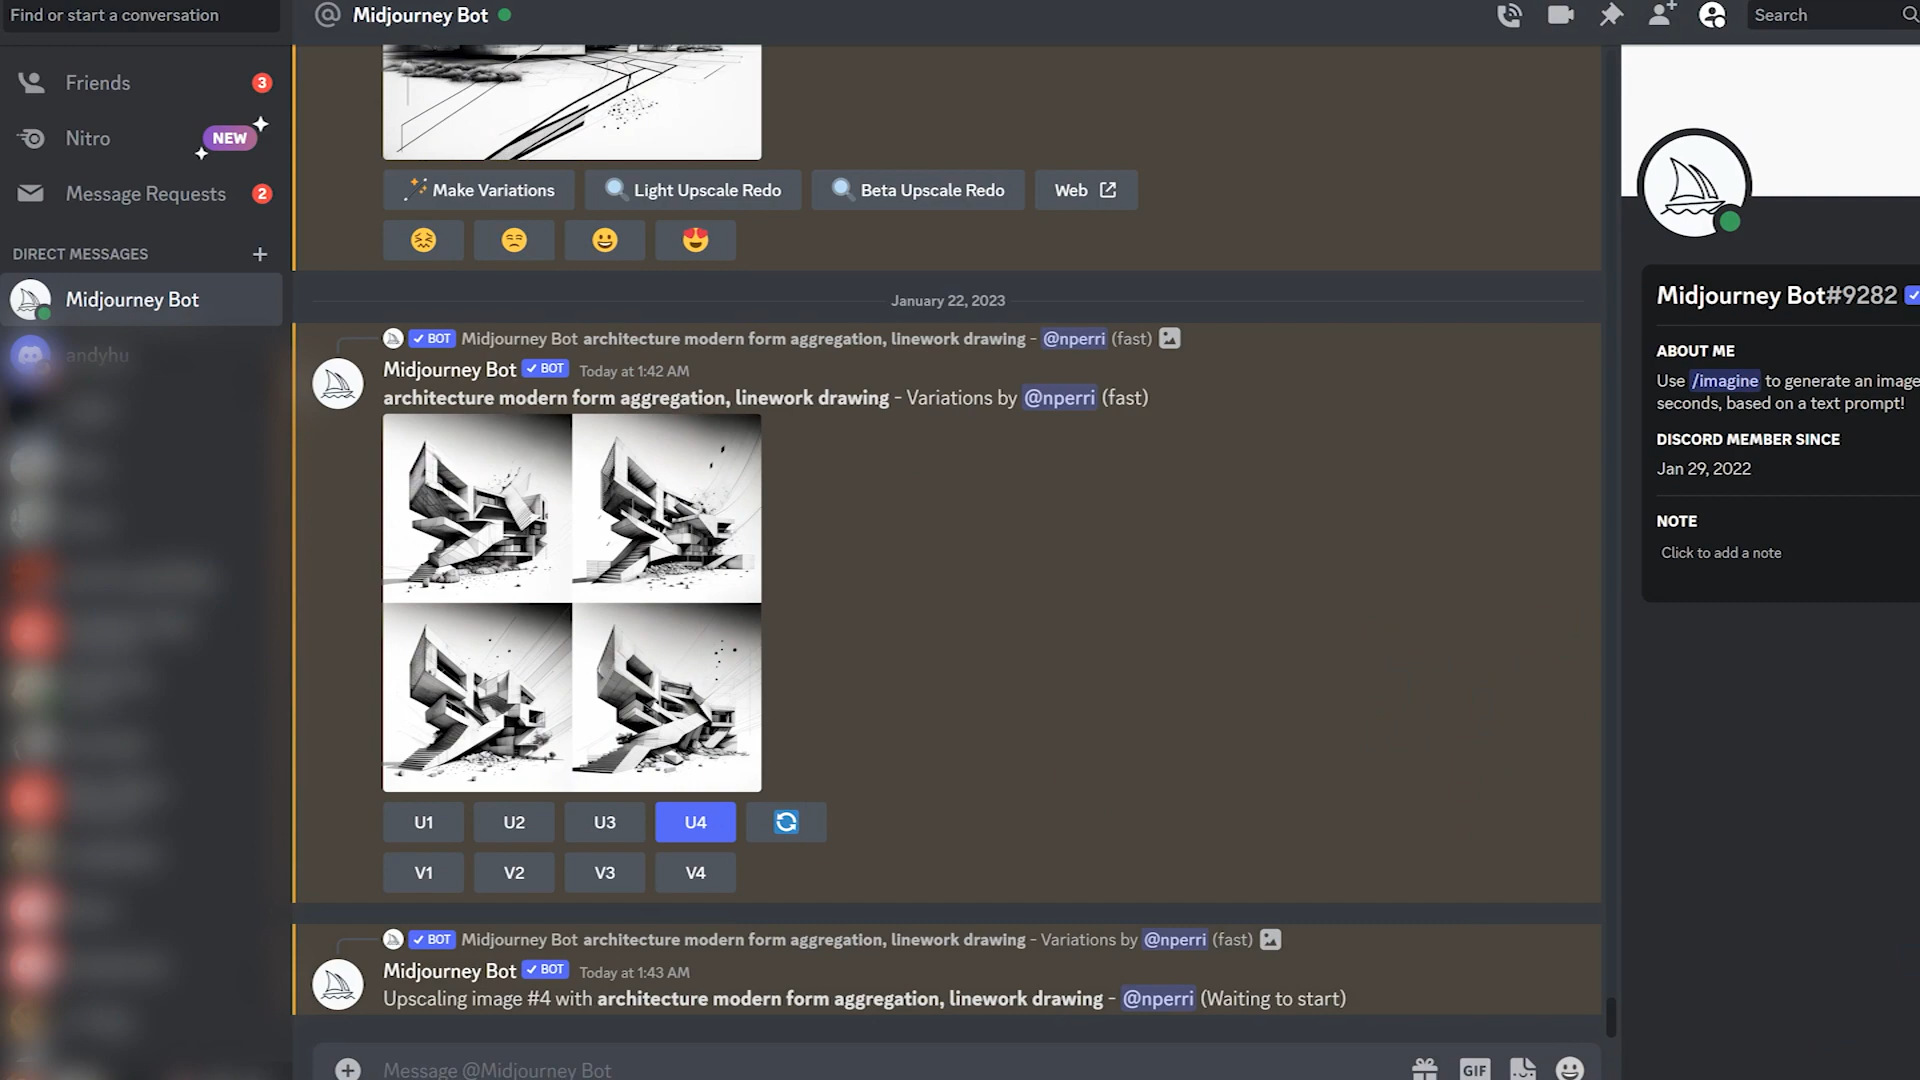 Find or start a conversation
Midjourney Bot
Search
Friends
3
Nitro
NEW
Message Requests
2
DIRECT MESSAGES
Midjourney Bot
andyhu
Make Variations
Light Upscale Redo
Beta Upscale Redo
Web
January 22, 2023
BOT Midjourney Bot architecture modern form aggregation, linework drawing - @nperri (fast)
Midjourney Bot BOT Today at 1:42 AM
architecture modern form aggregation, linework drawing - Variations by @nperri (fast)
U1 U2 U3 U4
V1 V2 V3 V4
BOT Midjourney Bot architecture modern form aggregation, linework drawing - Variations by @nperri (fast)
Midjourney Bot BOT Today at 1:43 AM
Upscaling image #4 with architecture modern form aggregation, linework drawing - @nperri (Waiting to start)
Message @Midjourney Bot
GIF
Midjourney Bot#9282
ABOUT ME
Use /imagine to generate an image
seconds, based on a text prompt!
DISCORD MEMBER SINCE
Jan 29, 2022
NOTE
Click to add a note